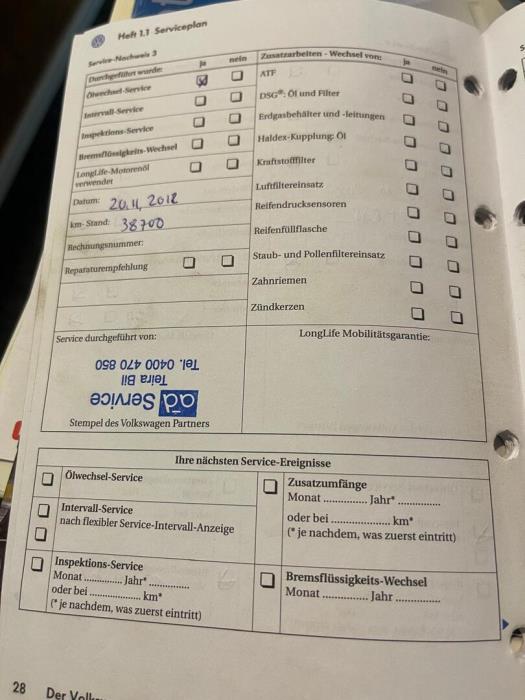 Heft 1.1 Serviceplan
Service-Nachweis 3
Durchgeführt wurde: ja nein
Ölwechsel-Service
Intervall-Service
Inspektions-Service
Bremsflüssigkeits-Wechsel
LongLife-Motorenöl
verwendet
Datum: 20.11, 2012
km-Stand: 38700
Rechnungsnummer:
Reparaturempfehlung
Zusatzarbeiten - Wechsel von: ja nein
ATF
DSG®: Öl und Filter
Erdgasbehälter und -leitungen
Haldex-Kupplung: Öl
Kraftstofffilter
Luftfiltereinsatz
Reifendrucksensoren
Reifenfüllflasche
Staub- und Pollenfiltereinsatz
Zahnriemen
Zündkerzen
Service durchgeführt von:
ad Service
Teira Bil
Tel. 0400 470 850
Stempel des Volkswagen Partners
LongLife Mobilitätsgarantie:
Ihre nächsten Service-Ereignisse
Ölwechsel-Service
Intervall-Service
nach flexibler Service-Intervall-Anzeige
Inspektions-Service
Monat .............. Jahr* ..............
oder bei .................. km*
(* je nachdem, was zuerst eintritt)
Zusatzumfänge
Monat .............. Jahr* ..............
oder bei .................. km*
(* je nachdem, was zuerst eintritt)
Bremsflüssigkeits-Wechsel
Monat .............. Jahr ..............
28 Der